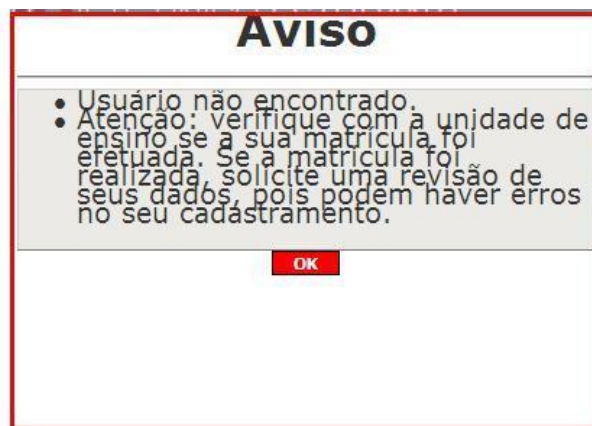 Aviso
Usuário não encontrado.
Atenção: verifique com a unidade de
ensino se a sua matrícula foi
efetuada. Se a matrícula foi
realizada, solicite uma revisão de
seus dados, pois podem haver erros
no seu cadastramento.
OK